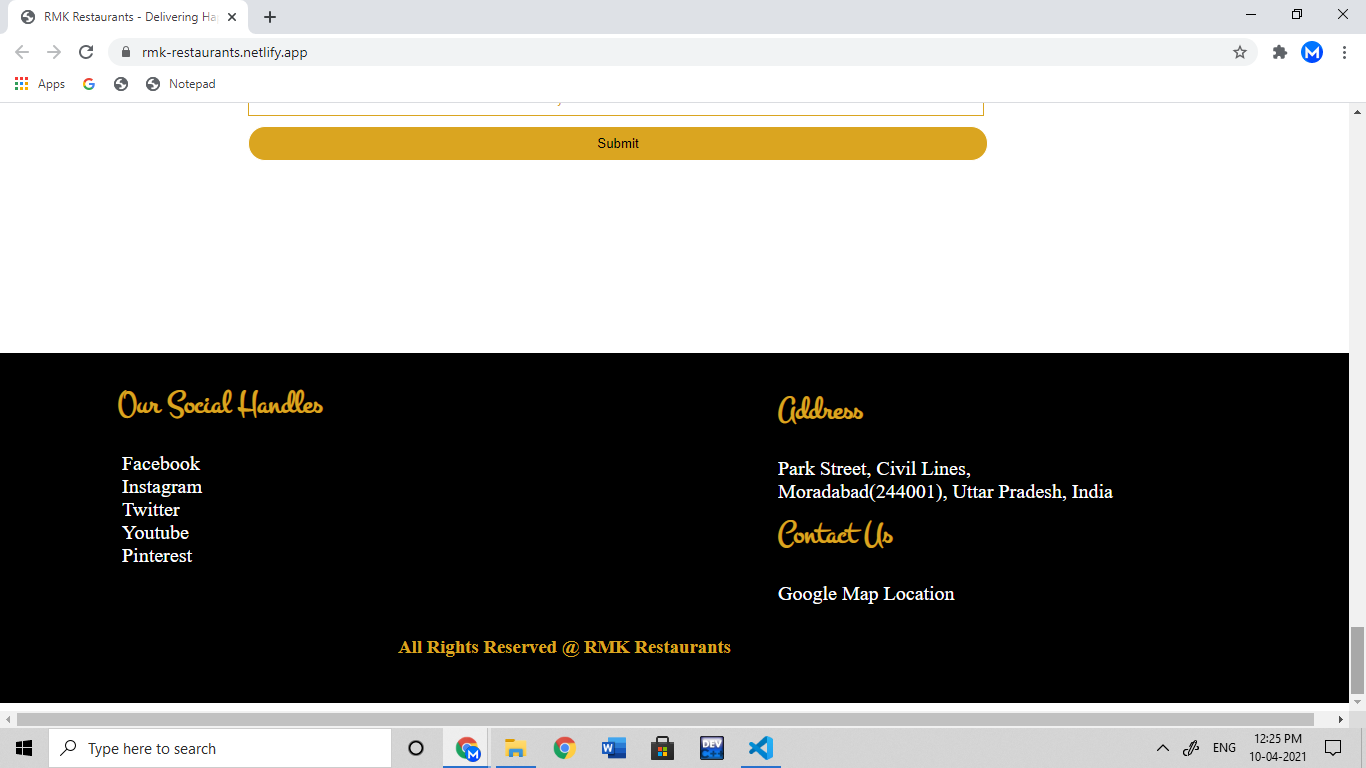 RMK Restaurants - Delivering Ha
rmk-restaurants.netlify.app
Apps
Notepad
Submit
Our Social Handles
Facebook
Instagram
Twitter
Youtube
Pinterest
Address
Park Street, Civil Lines,
Moradabad(244001), Uttar Pradesh, India
Contact Us
Google Map Location
All Rights Reserved @ RMK Restaurants
Type here to search
W
DEV
ENG
12:25 PM
10-04-2021